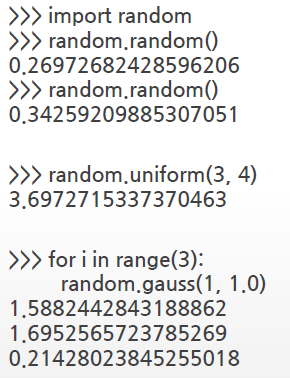 >>> import random
>>> random.random()
0.26972682428596206
>>> random.random()
0.34259209885307051
>>> random.uniform(3, 4)
3.6972715337370463
>>> for i in range(3):
random.gauss(1, 1.0)
1.5882442843188862
1.6952565723785269
0.21428023845255018